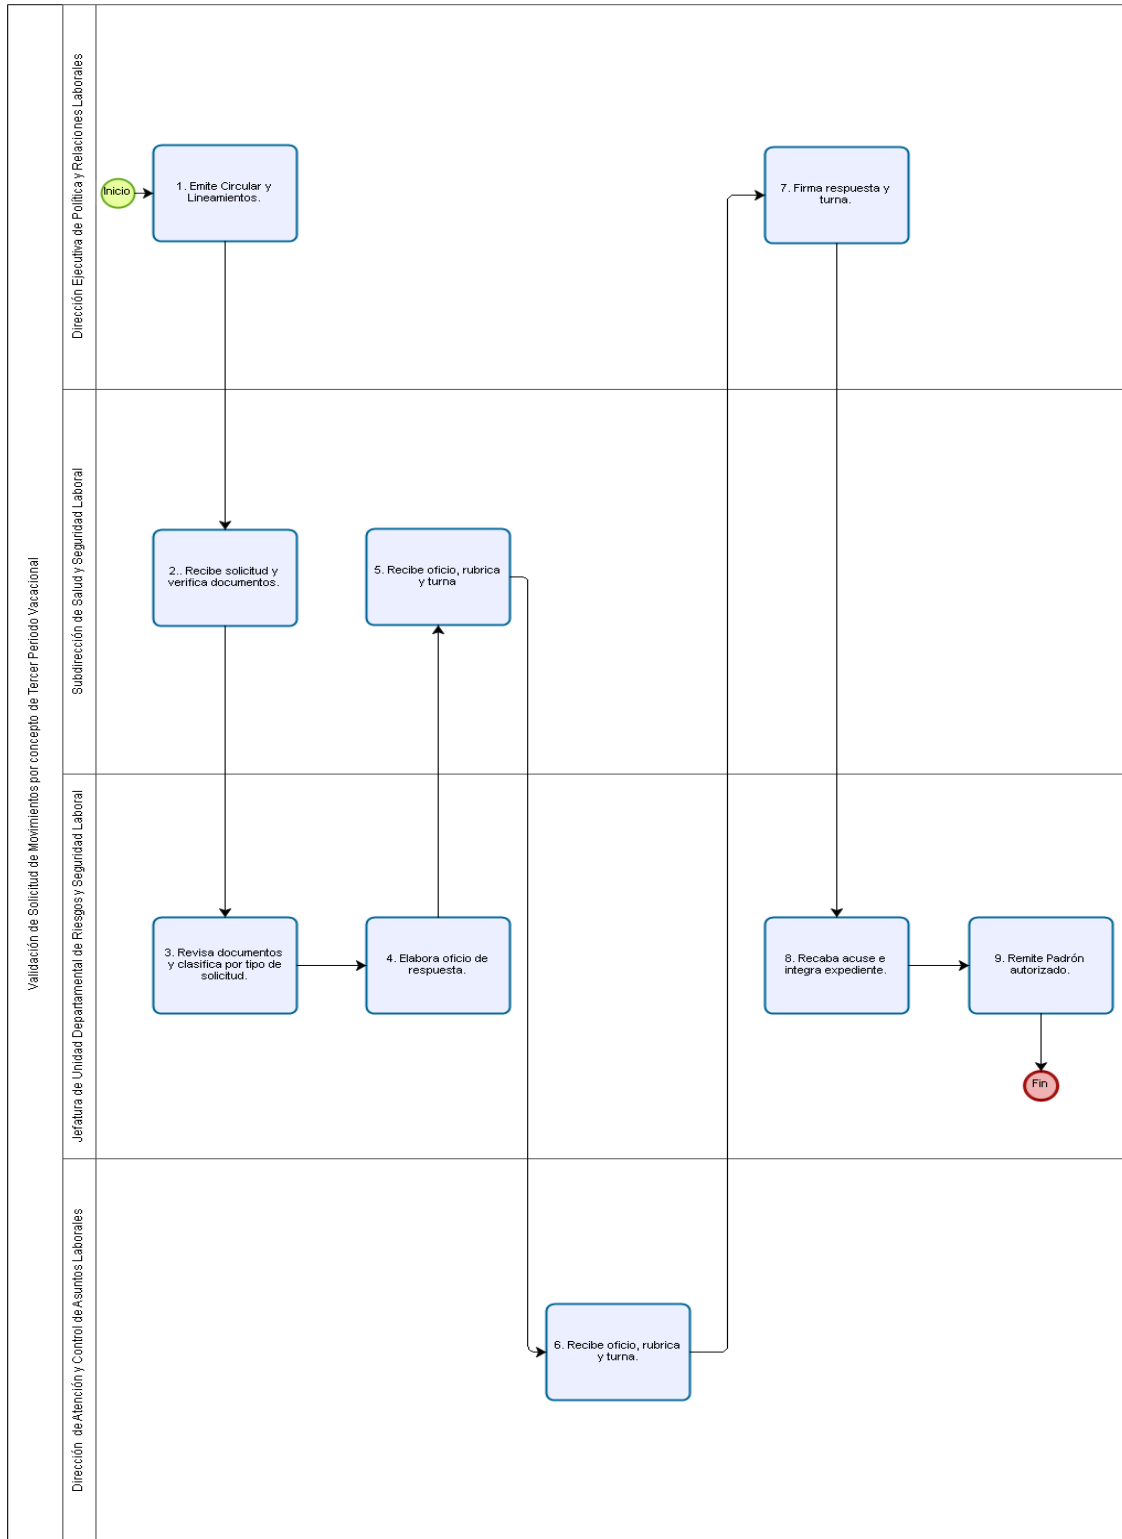 Validación de Solicitud de Movimientos por concepto de Tercer Periodo Vacacional
Dirección Ejecutiva de Política y Relaciones Laborales
Inicio
1. Emite Circular y
Lineamientos.
7. Firma respuesta y
turna.
Subdirección de Salud y Seguridad Laboral
2.. Recibe solicitud y
verifica documentos.
5. Recibe oficio, rubrica
y turna
Jefatura de Unidad Departamental de Riesgos y Seguridad Laboral
3. Revisa documentos
y clasifica por tipo de
solicitud.
4. Elabora oficio de
respuesta.
8. Recaba acuse e
integra expediente.
9. Remite Padrón
autorizado.
Fin
Dirección de Atención y Control de Asuntos Laborales
6. Recibe oficio, rubrica
y turna.